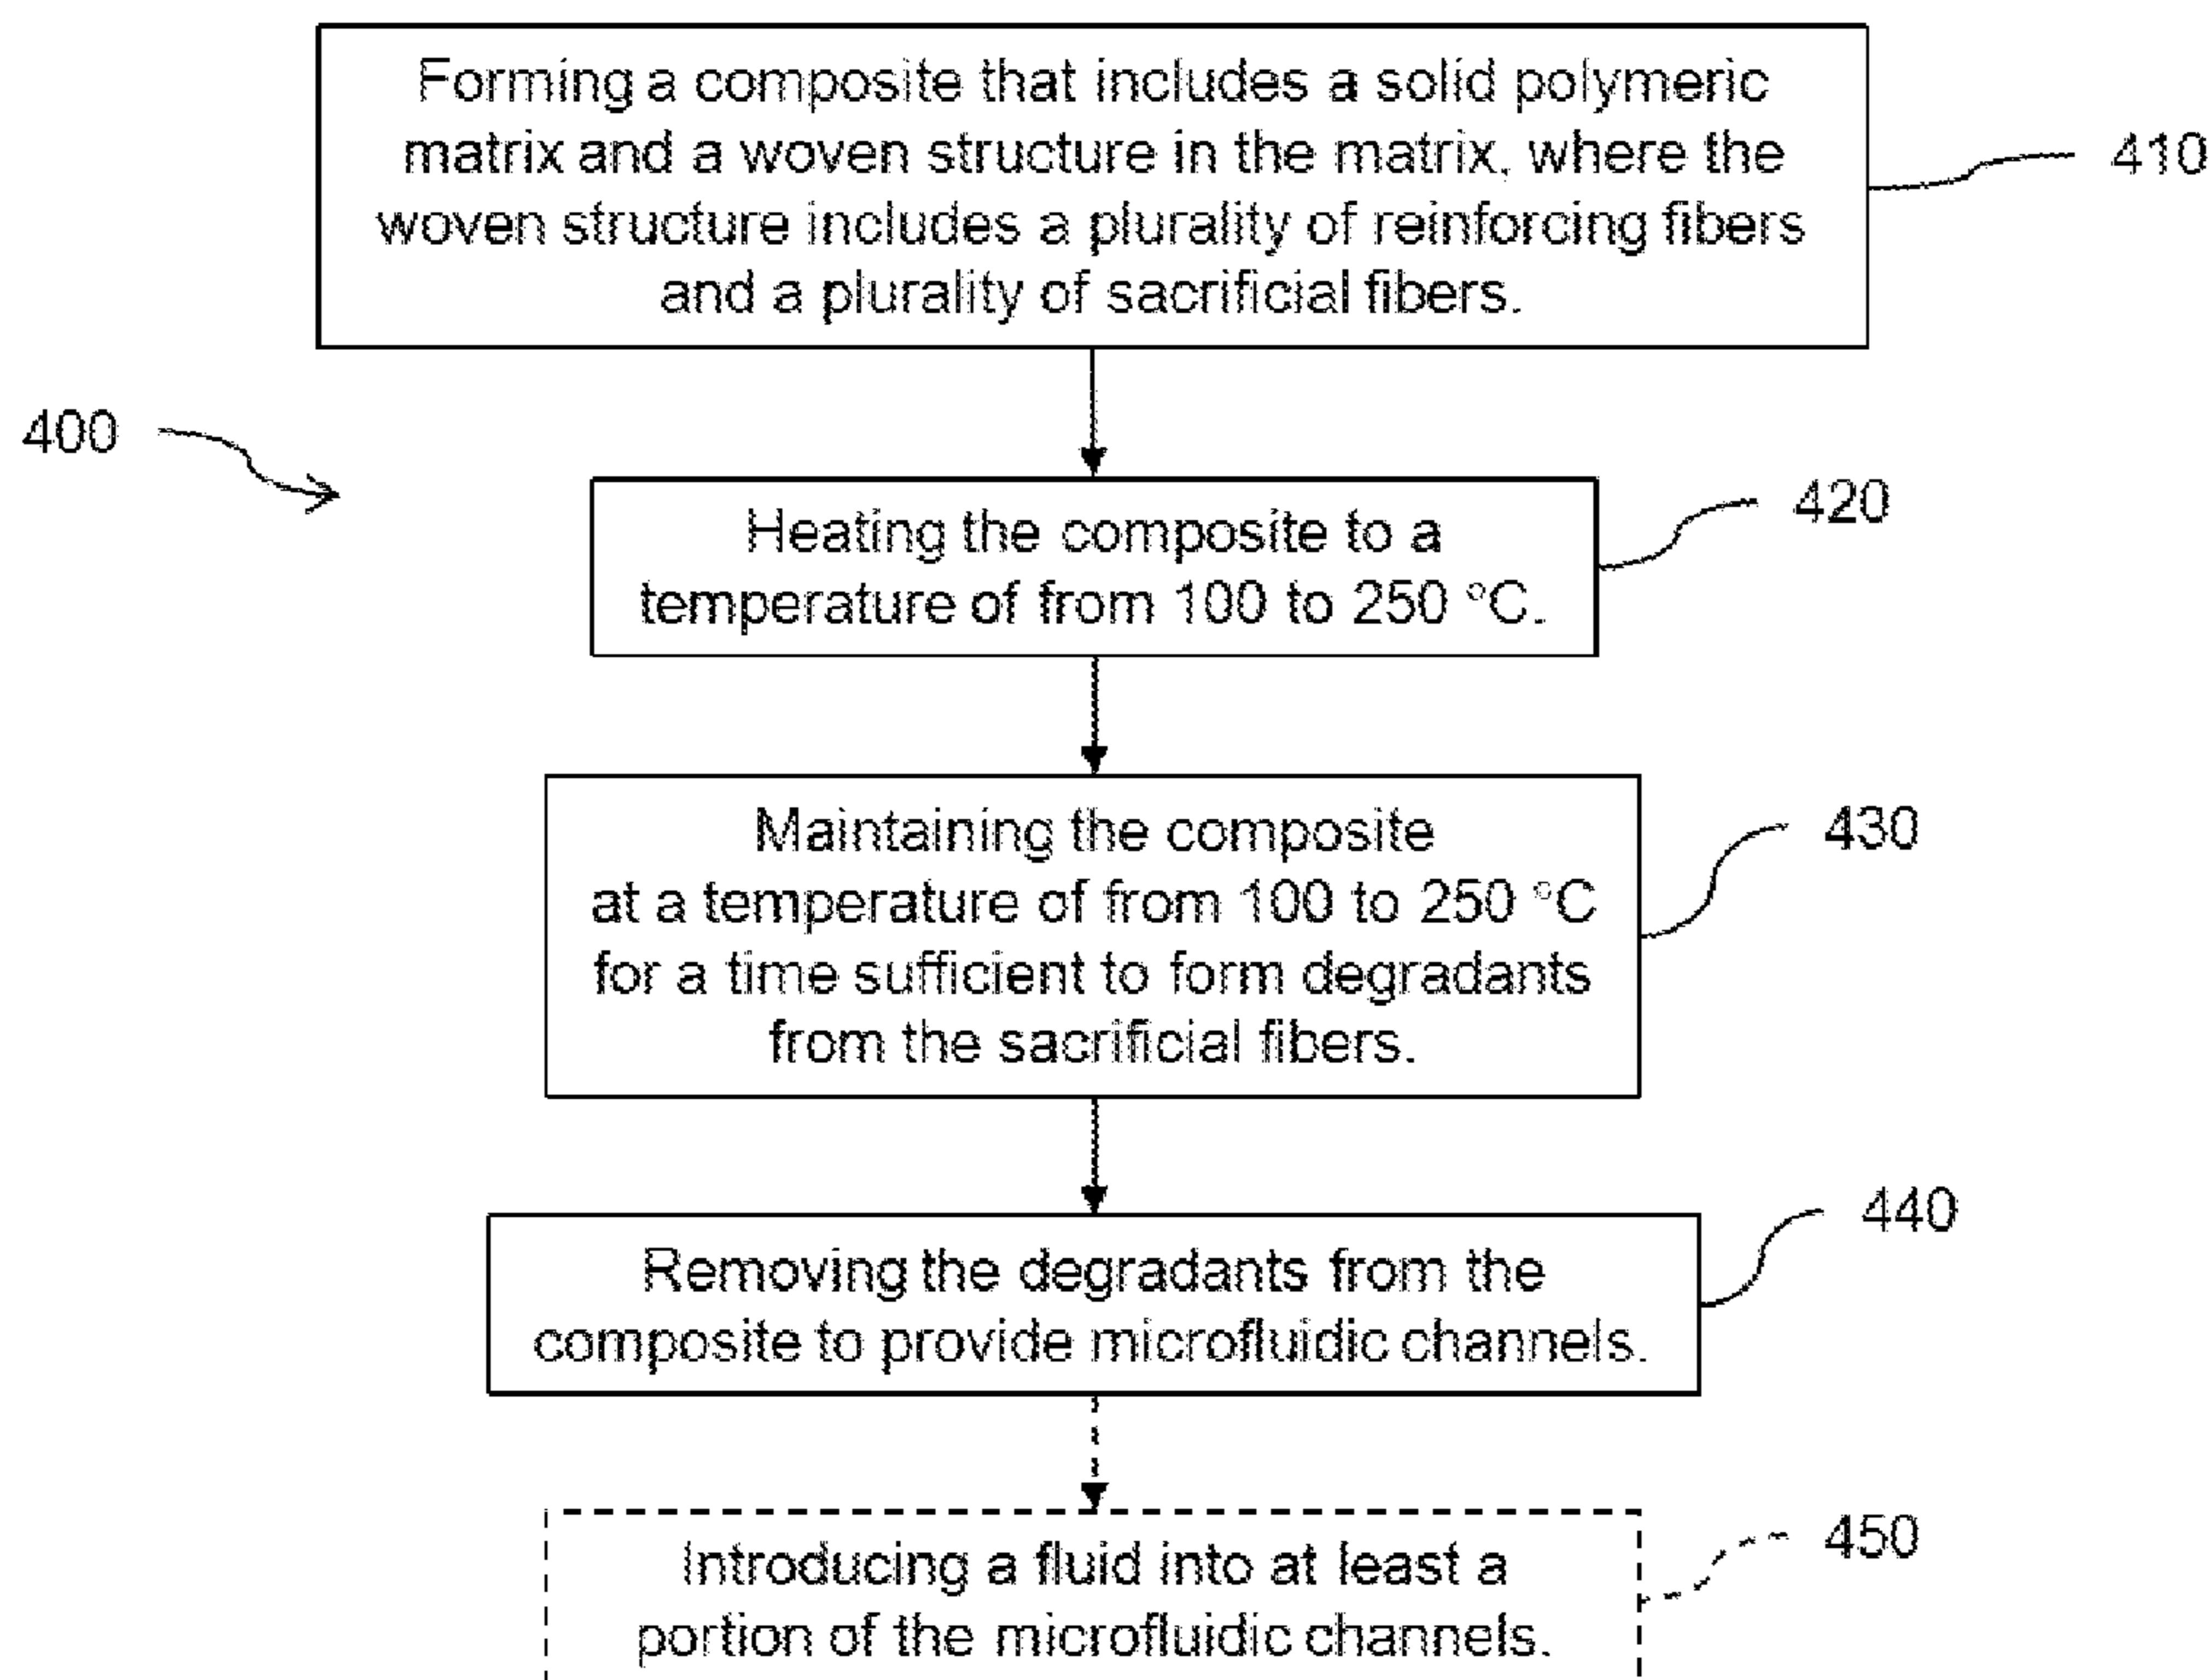 Forming a composite that includes a solid polymeric
matrix and a woven structure in the matrix, where the
woven structure includes a plurality of reinforcing fibers
and a plurality of sacrificial fibers.
410
400
Heating the composite to a
temperature of from 100 to 250 °C.
420
Maintaining the composite
at a temperature of from 100 to 250 °C
for a time sufficient to form degradants
from the sacrificial fibers.
430
Removing the degradants from the
composite to provide microfluidic channels.
440
Introducing a fluid into at least a
portion of the microfluidic channels.
450